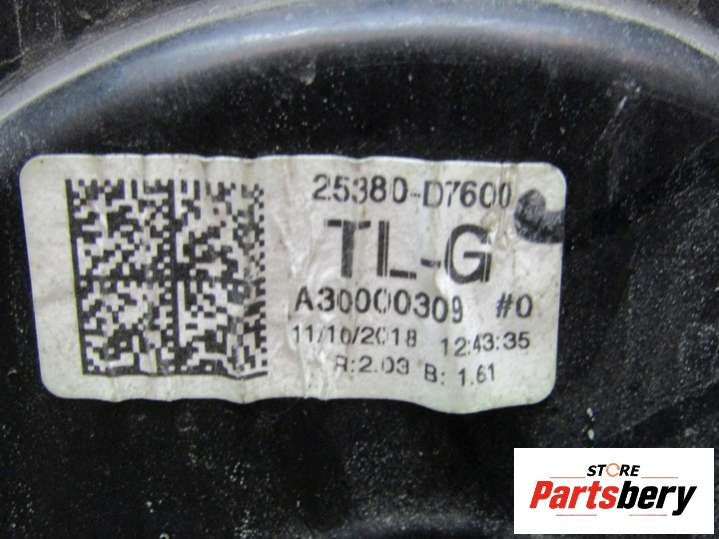 25380-D7600
TL-G
A30000309 #0
11/10/2018 12:43:35
R:2.03 B: 1.61
STORE
Partsbery